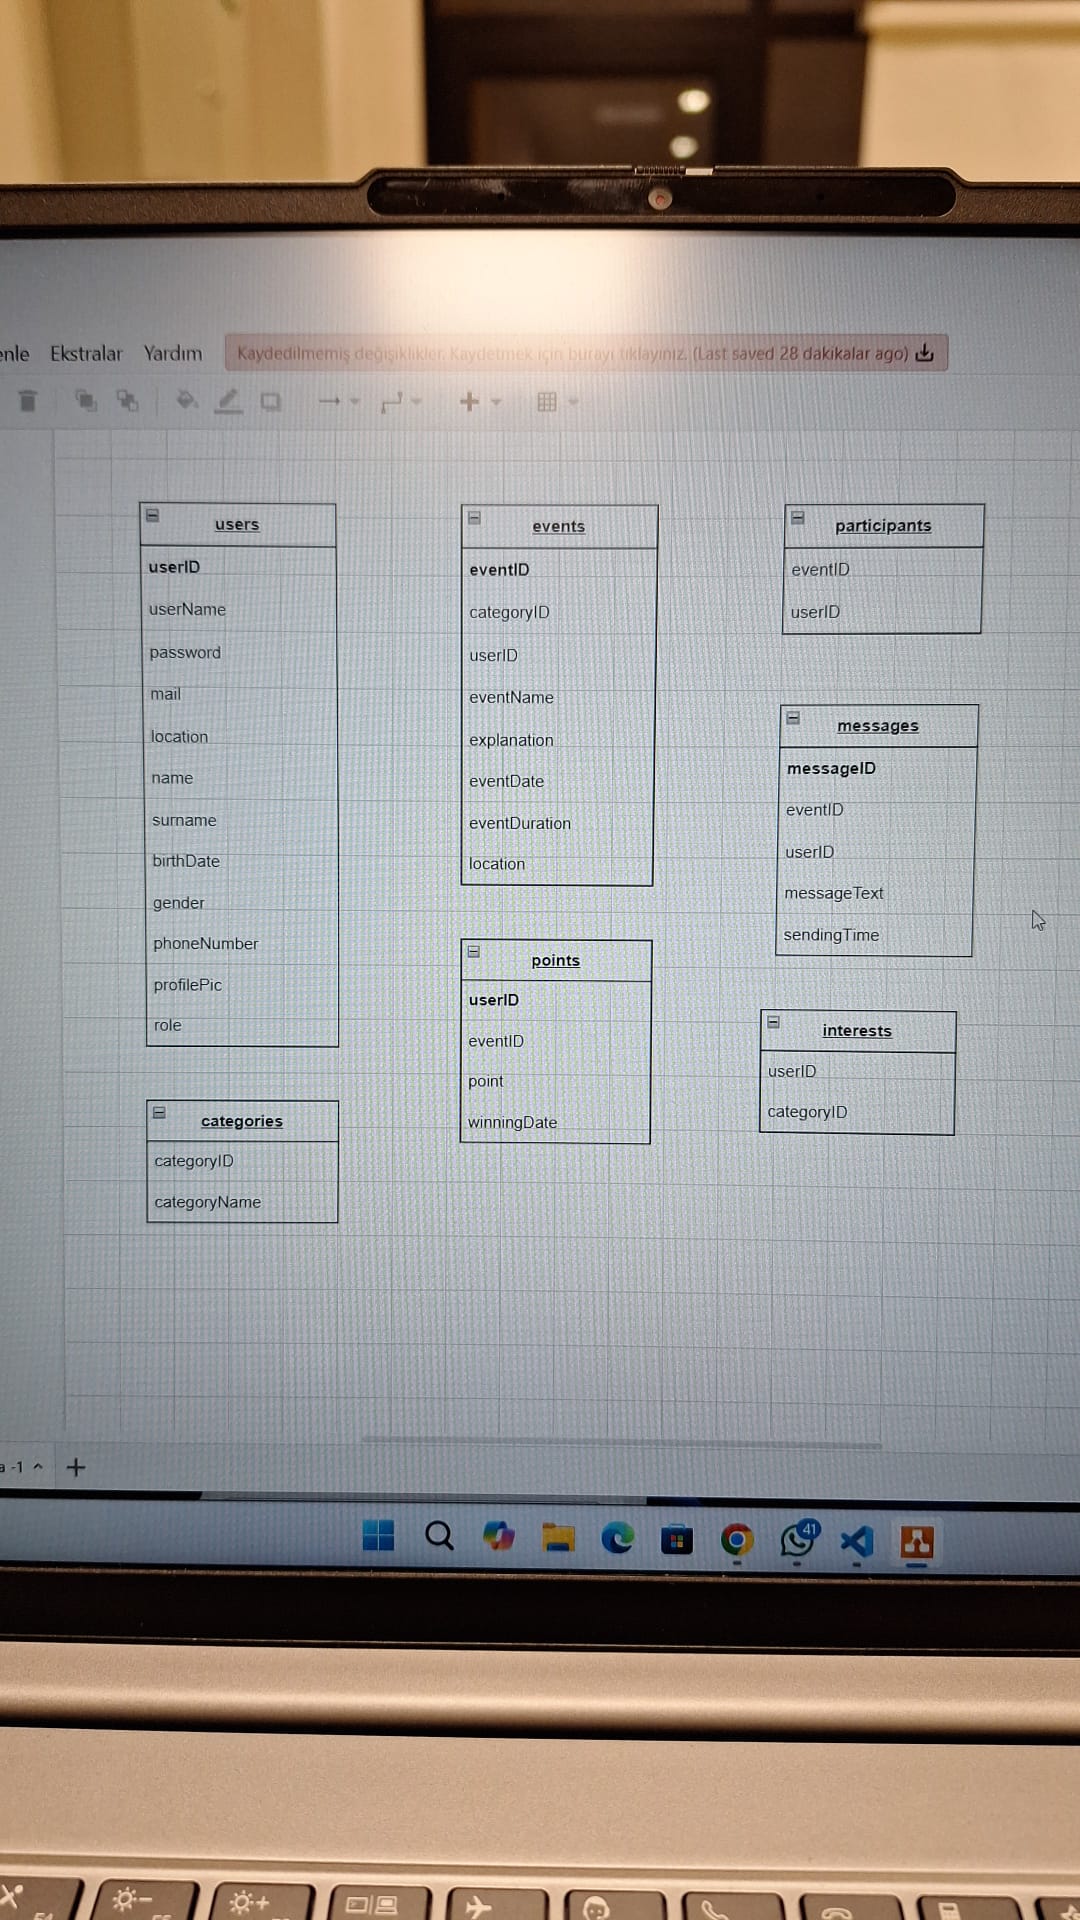 enle Ekstralar Yardım Kaydedilmemiş değişiklikler. Kaydetmek için burayı tıklayınız. (Last saved 28 dakikalar ago)
users
userID
userName
password
mail
location
name
surname
birthDate
gender
phoneNumber
profilePic
role
categories
categoryID
categoryName
events
eventID
categoryID
userID
eventName
explanation
eventDate
eventDuration
location
points
userID
eventID
point
winningDate
participants
eventID
userID
messages
messageID
eventID
userID
messageText
sendingTime
interests
userID
categoryID
a -1
41